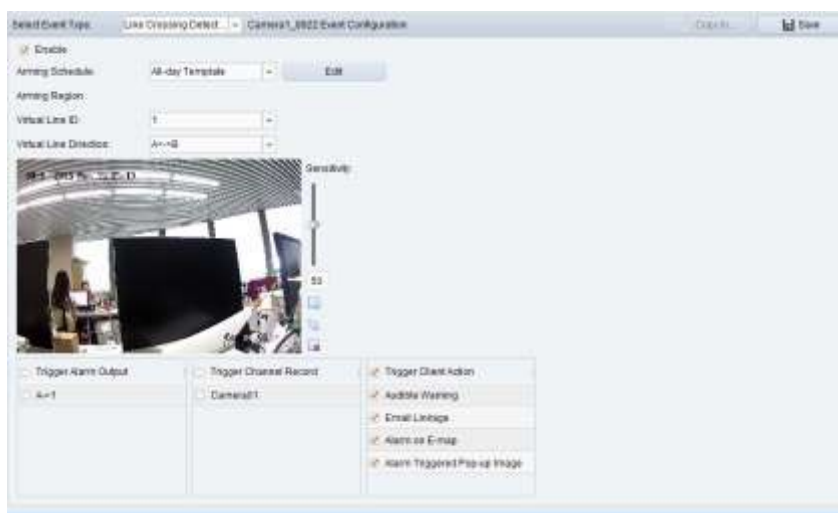 Select Event Type: Line Crossing Detect... Camera1_0022 Event Configuration Copy to... Save
Enable
Arming Schedule: All-day Template Edit
Arming Region:
Virtual Line ID: 1
Virtual Line Direction: A<->B
Sensitivity:
50
Trigger Alarm Output Trigger Channel Record Trigger Client Action
A->1 Camera01 Audible Warning
Email Linkage
Alarm on E-map
Alarm Triggered Pop-up Image